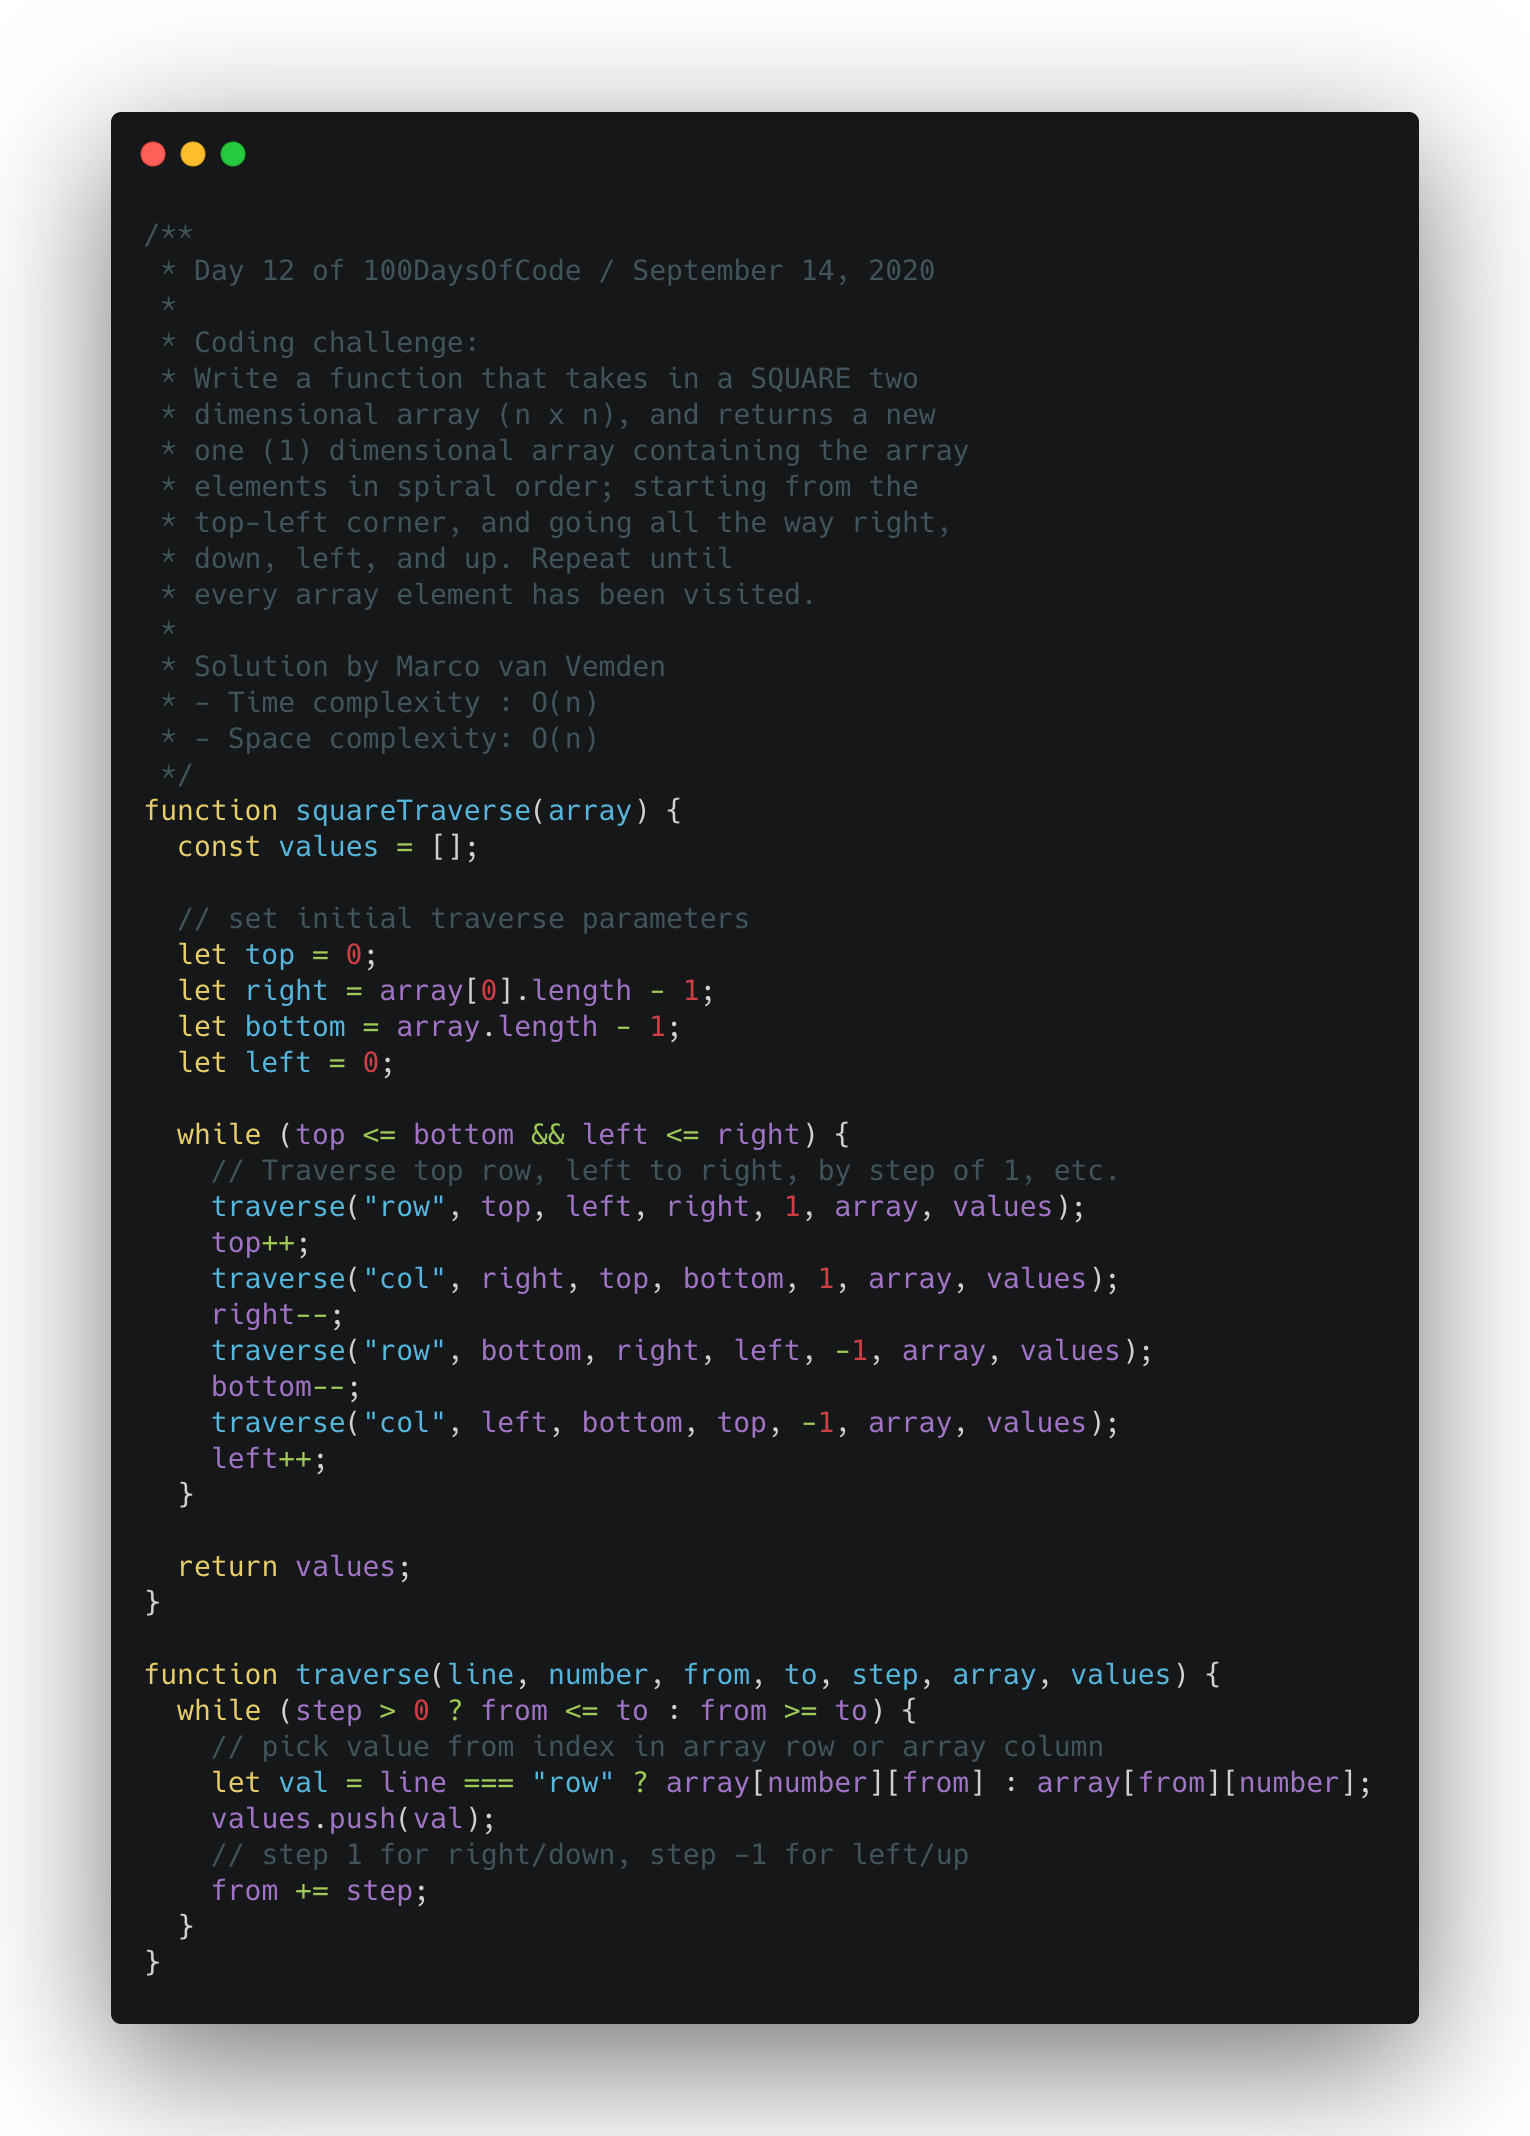 /**
 * Day 12 of 100DaysOfCode / September 14, 2020
 *
 * Coding challenge:
 * Write a function that takes in a SQUARE two
 * dimensional array (n x n), and returns a new
 * one (1) dimensional array containing the array
 * elements in spiral order; starting from the
 * top-left corner, and going all the way right,
 * down, left, and up. Repeat until
 * every array element has been visited.
 *
 * Solution by Marco van Vemden
 * - Time complexity : O(n)
 * - Space complexity: O(n)
 */
function squareTraverse(array) {
  const values = [];

  // set initial traverse parameters
  let top = 0;
  let right = array[0].length - 1;
  let bottom = array.length - 1;
  let left = 0;

  while (top <= bottom && left <= right) {
    // Traverse top row, left to right, by step of 1, etc.
    traverse("row", top, left, right, 1, array, values);
    top++;
    traverse("col", right, top, bottom, 1, array, values);
    right--;
    traverse("row", bottom, right, left, -1, array, values);
    bottom--;
    traverse("col", left, bottom, top, -1, array, values);
    left++;
  }

  return values;
}

function traverse(line, number, from, to, step, array, values) {
  while (step > 0 ? from <= to : from >= to) {
    // pick value from index in array row or array column
    let val = line === "row" ? array[number][from] : array[from][number];
    values.push(val);
    // step 1 for right/down, step -1 for left/up
    from += step;
  }
}